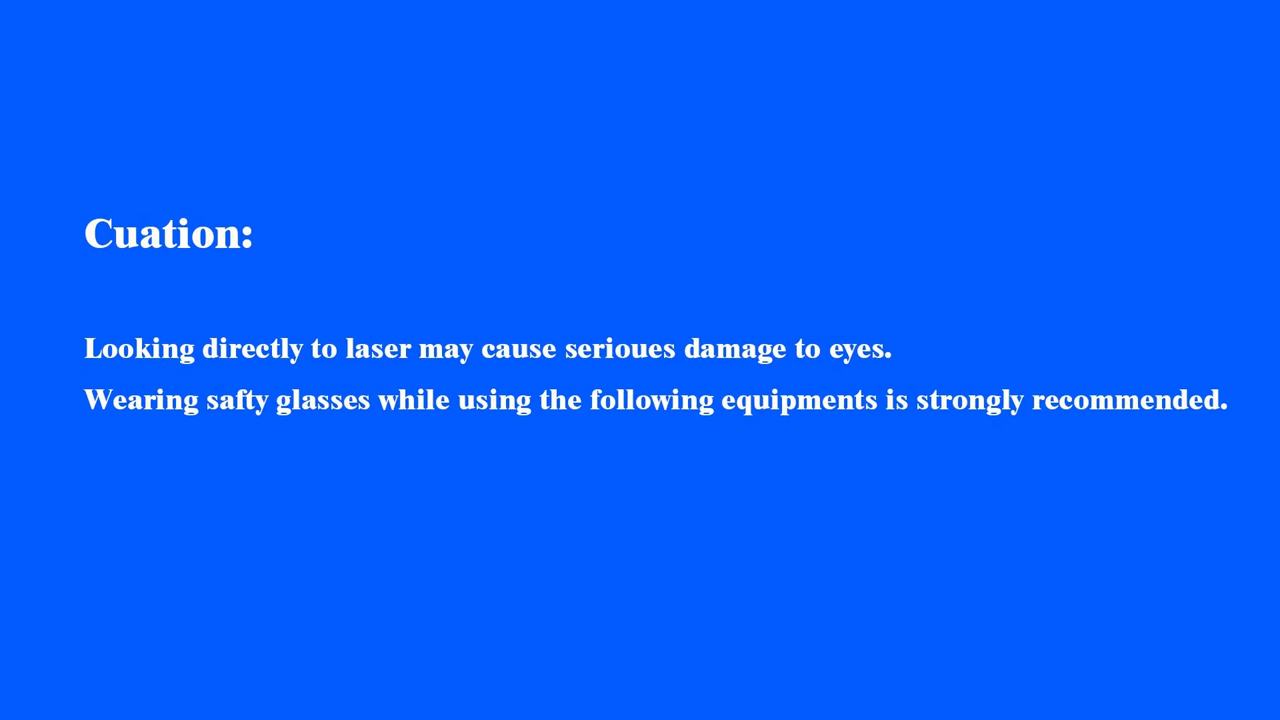 Cuation:
Looking directly to laser may cause serioues damage to eyes.
Wearing safty glasses while using the following equipments is strongly recommended.